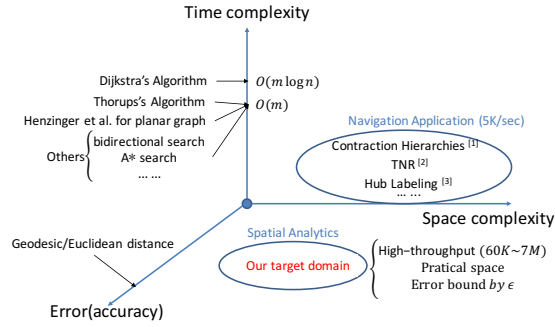 Time complexity
Dijkstra's Algorithm
O(m log n)
Thorups's Algorithm
O(m)
Henzinger et al. for planar graph
Others
bidirectional search
A* search
... ...
Navigation Application (5K/sec)
Contraction Hierarchies [1]
TNR [2]
Hub Labeling [3]
... ...
Space complexity
Geodesic/Euclidean distance
Error(accuracy)
Spatial Analytics
Our target domain
High–throughput (60K~7M)
Pratical space
Error bound by ϵ